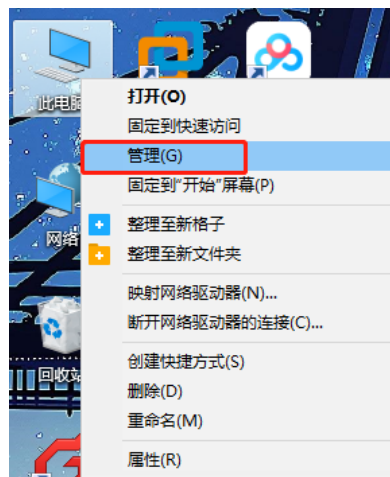 此电脑
打开(O)
固定到快速访问
管理(G)
固定到"开始"屏幕(P)
网络
整理至新格子
整理至新文件夹
映射网络驱动器(N)...
断开网络驱动器的连接(C)...
回收站
创建快捷方式(S)
删除(D)
重命名(M)
属性(R)